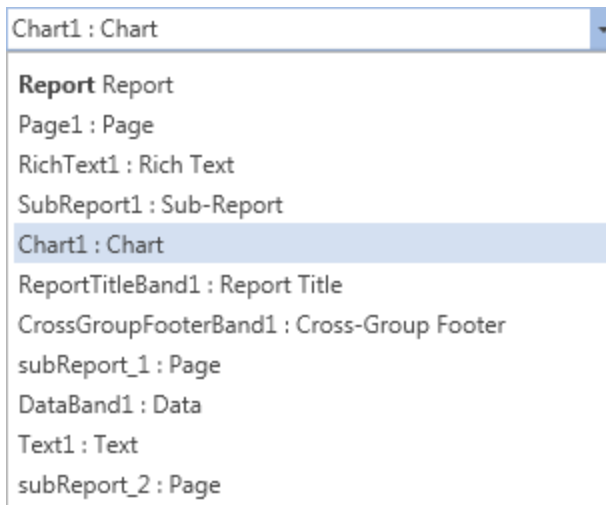 Chart1 : Chart
Report Report
Page1 : Page
RichText1 : Rich Text
SubReport1 : Sub-Report
Chart1 : Chart
ReportTitleBand1 : Report Title
CrossGroupFooterBand1 : Cross-Group Footer
subReport_1 : Page
DataBand1 : Data
Text1 : Text
subReport_2 : Page